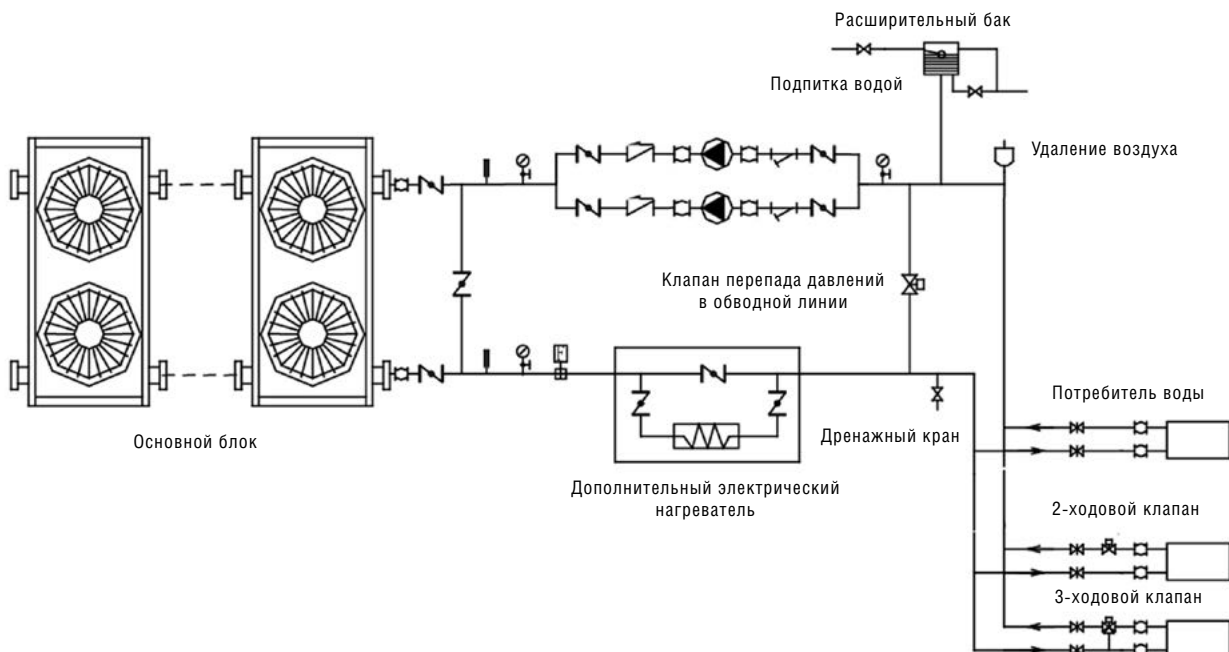 Расширительный бак
Подпитка водой
Удаление воздуха
Клапан перепада давлений
в обводной линии
Потребитель воды
Основной блок
Дренажный кран
Дополнительный электрический
нагреватель
2-ходовой клапан
3-ходовой клапан